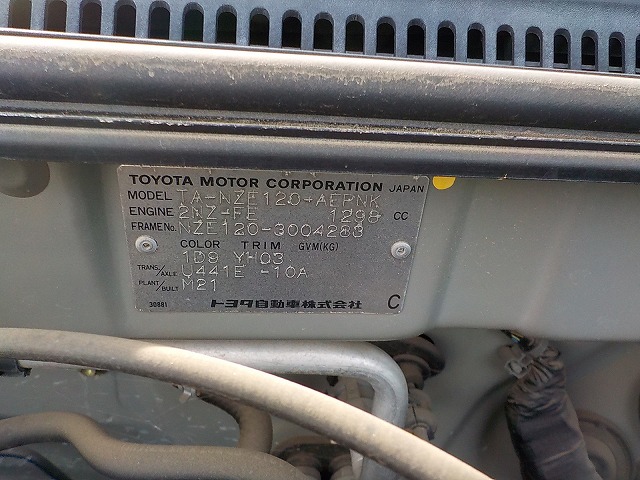 TOYOTA MOTOR CORPORATION JAPAN
MODEL TA-NZE120-AEPNK
ENGINE 2NZ-FE 1298 CC
FRAME No. NZE120-3004283
COLOR TRIM GVM(KG)
1D9 YH03
TRANS./AXLE U441E -10A
PLANT/BUILT M21
30881 トヨタ自動車株式会社 C